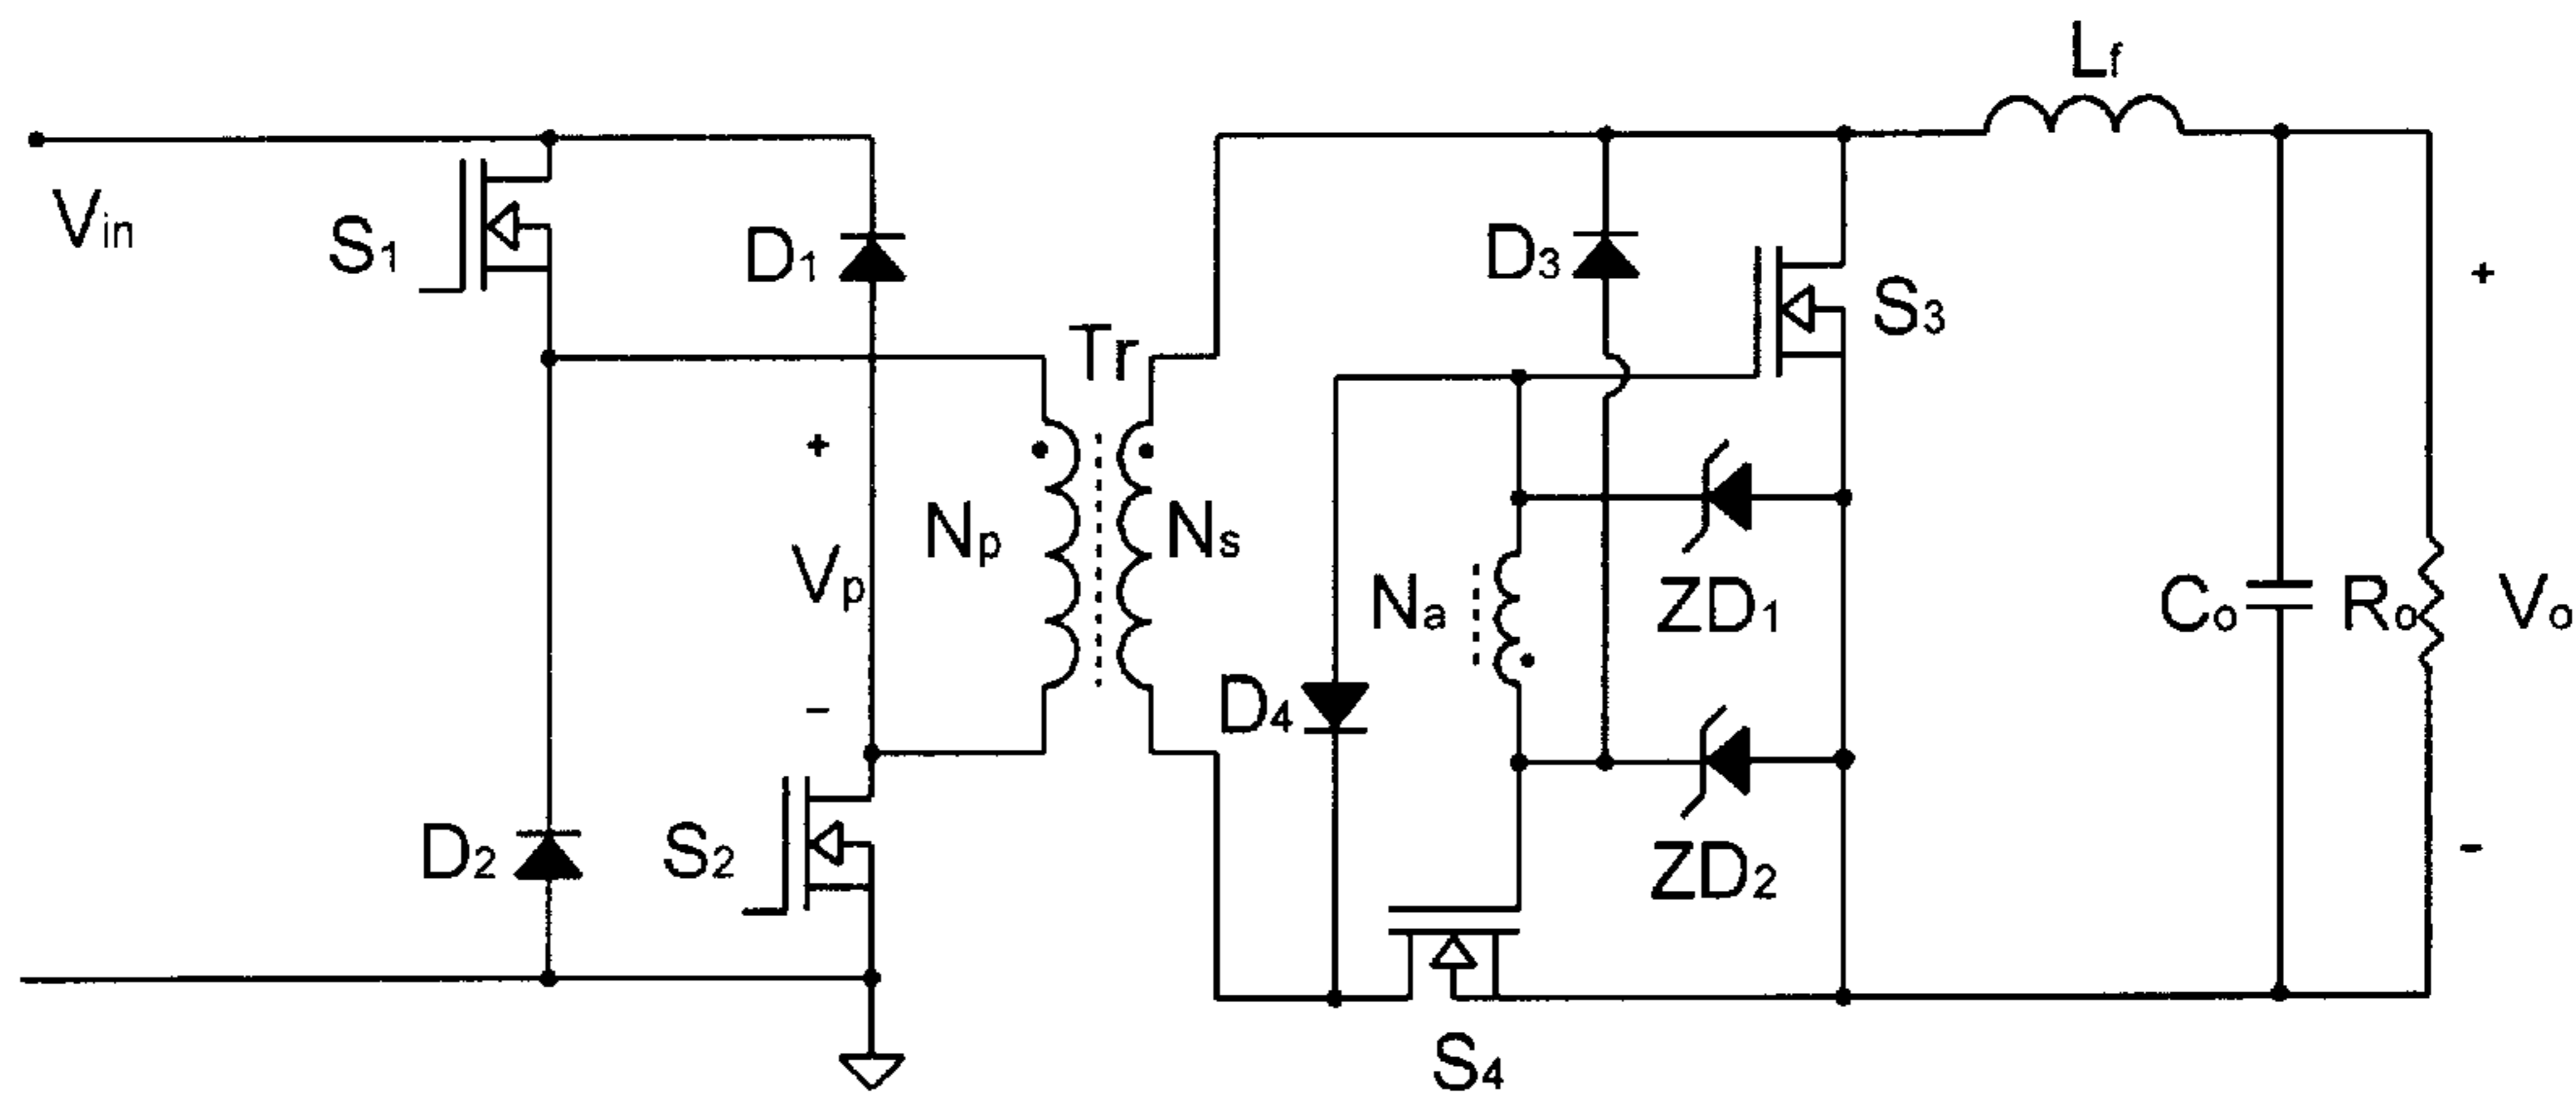 Lf
Vin
S1
D1
Tr
D3
S3
+
+
Vp
Np
Ns
Na
ZD1
Co
Ro
Vo
D4
-
D2
S2
ZD2
-
S4